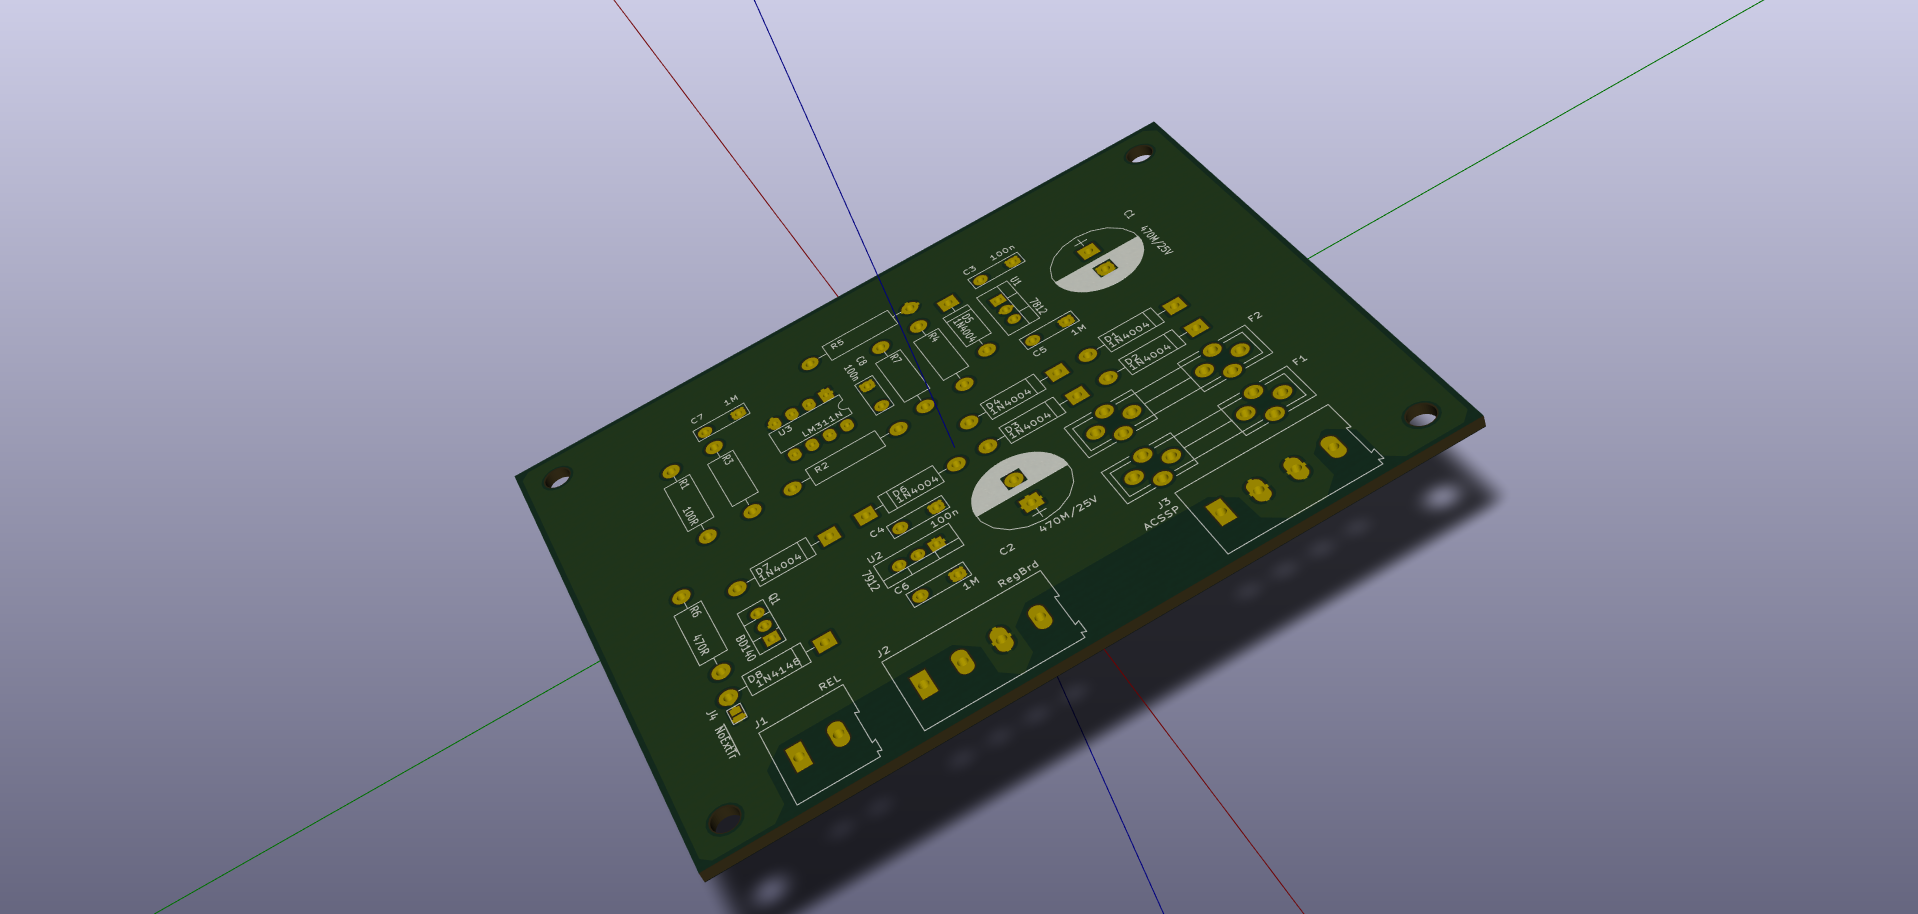 C1
470M/25V
C3
100n
U1
7812
C5
1M
D5
1N4004
R4
R5
R7
C8
100n
D1
1N4004
D2
1N4004
F2
F1
D4
1N4004
D3
1N4004
C7
1M
U3
LM311N
R2
R3
R1
100R
D6
1N4004
C4
100n
U2
7912
C6
1M
C2
470M/25V
J3
ACSSP
D7
1N4004
Q1
BD140
R6
470R
D8
1N4148
J2
RegBrd
J1
REL
J4
NoExtTr